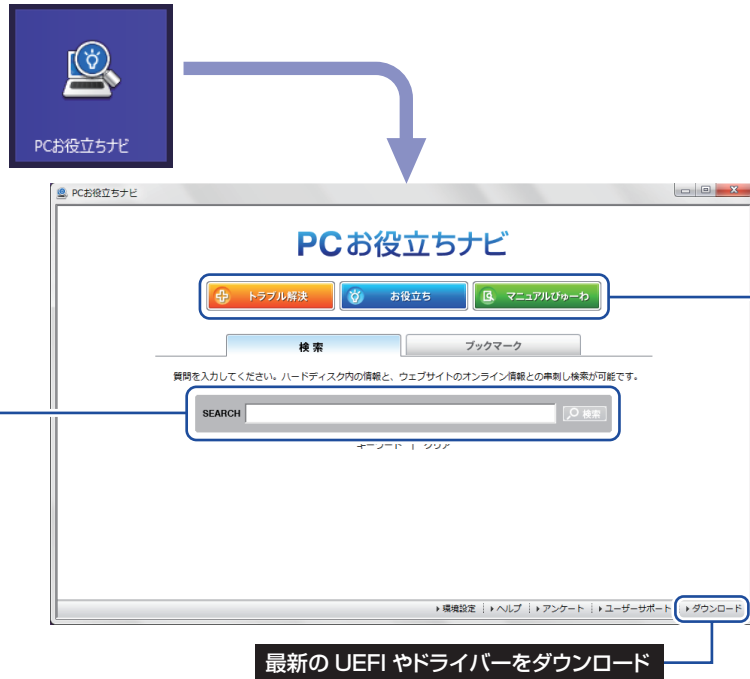 PCお役立ちナビ
PCお役立ちナビ
PCお役立ちナビ
トラブル解決 お役立ち マニュアルびゅーわ
検索 ブックマーク
質問を入力してください。ハードディスク内の情報と、ウェブサイトのオンライン情報との串刺し検索が可能です。
SEARCH 検索
キーワード | クリア
環境設定 ヘルプ アンケート ユーザーサポート ダウンロード
最新の UEFI やドライバーをダウンロード